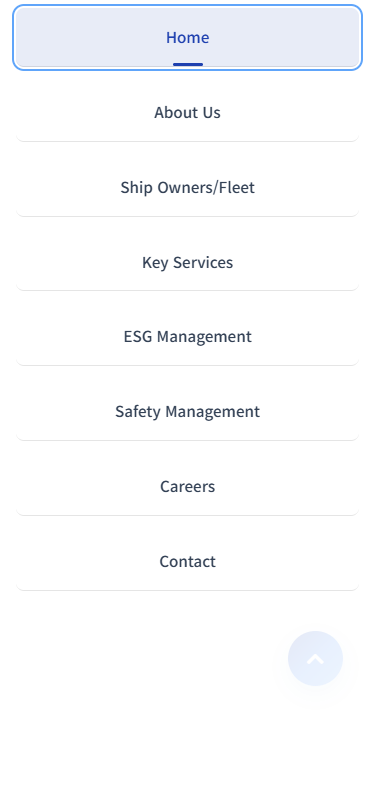 Home
About Us
Ship Owners/Fleet
Key Services
ESG Management
Safety Management
Careers
Contact